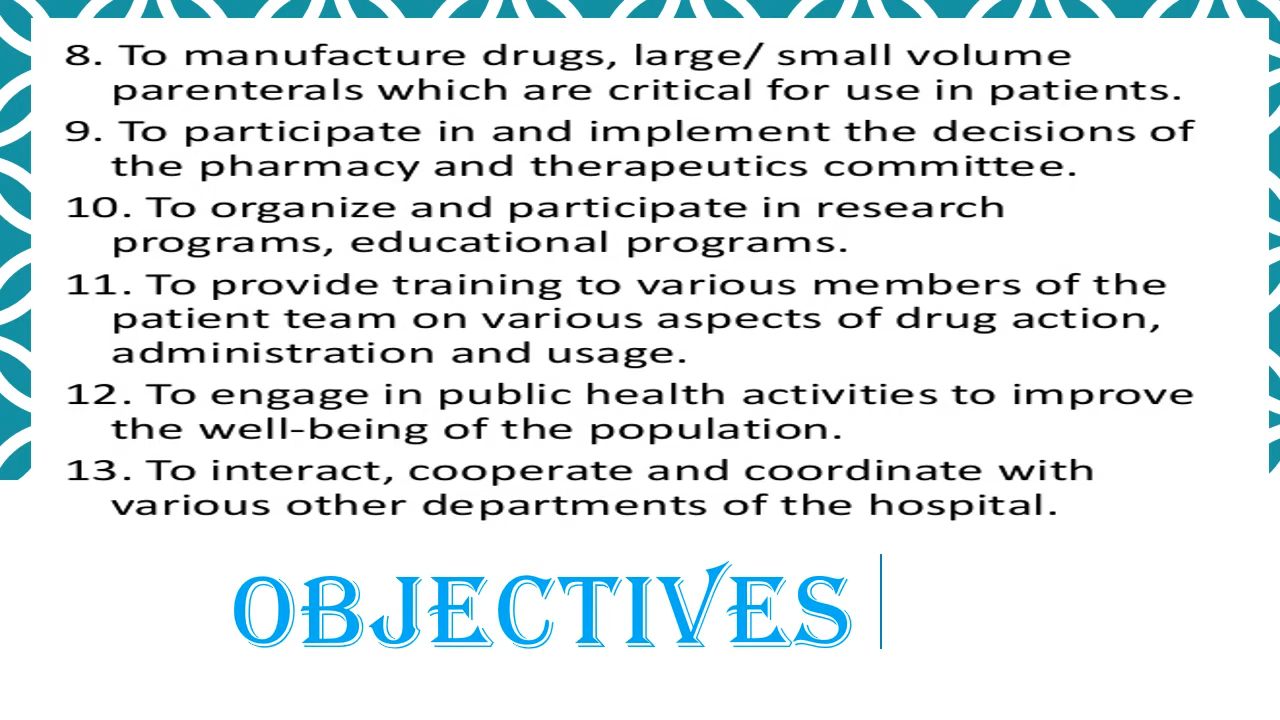 8. To manufacture drugs, large/ small volume
parenterals which are critical for use in patients.
9. To participate in and implement the decisions of
the pharmacy and therapeutics committee.
10. To organize and participate in research
programs, educational programs.
11. To provide training to various members of the
patient team on various aspects of drug action,
administration and usage.
12. To engage in public health activities to improve
the well-being of the population.
13. To interact, cooperate and coordinate with
various other departments of the hospital.
OBJECTIVES